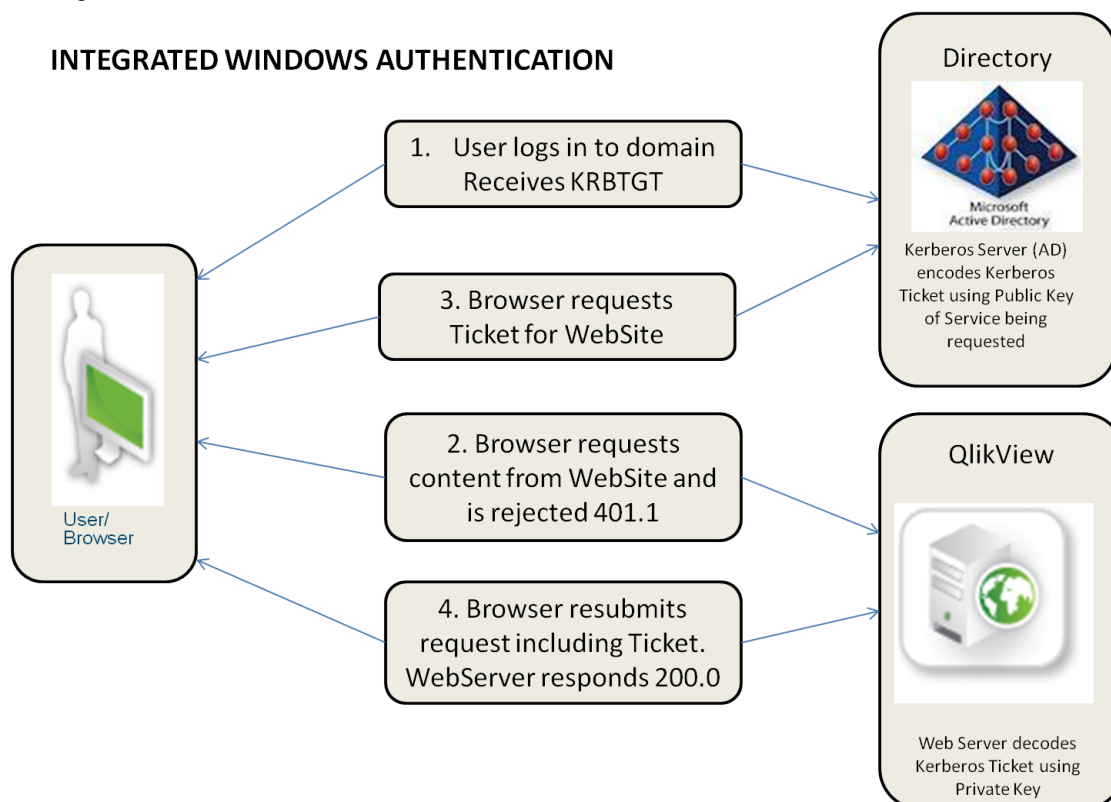 INTEGRATED WINDOWS AUTHENTICATION
1. User logs in to domain
Receives KRBTGT
3. Browser requests
Ticket for WebSite
2. Browser requests
content from WebSite and
is rejected 401.1
4. Browser resubmits
request including Ticket.
WebServer responds 200.0
User/
Browser
Directory
Microsoft
Active Directory
Kerberos Server (AD)
encodes Kerberos
Ticket using Public Key
of Service being
requested
QlikView
Web Server decodes
Kerberos Ticket using
Private Key